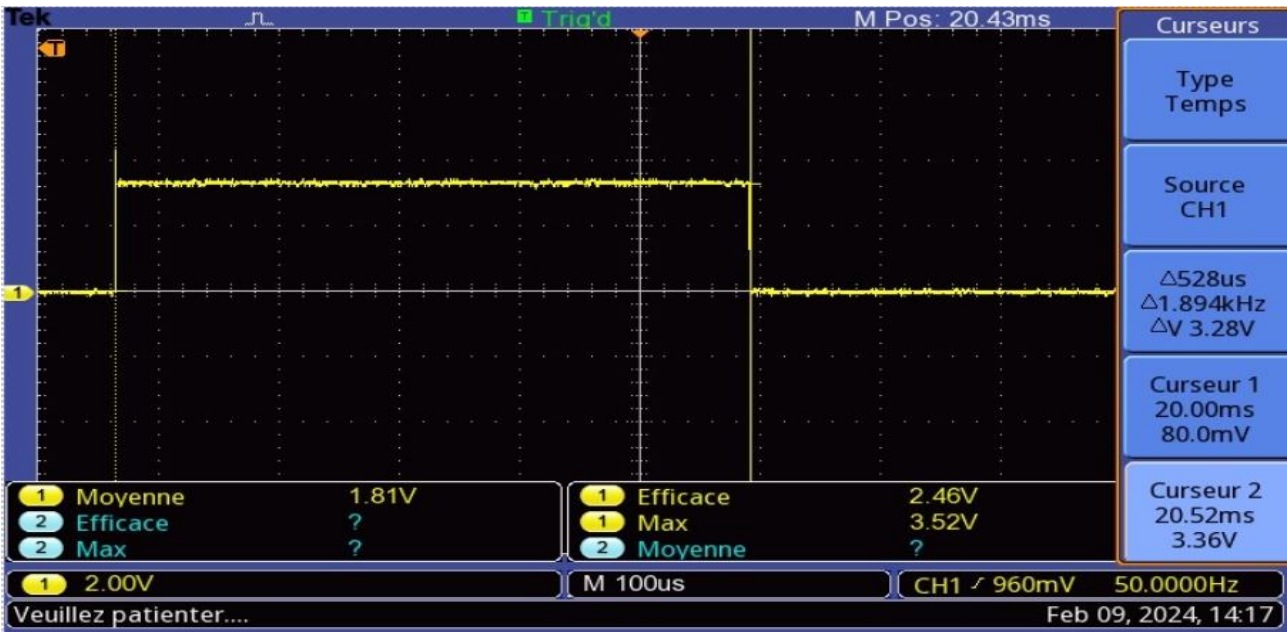 Tek Trig'd M Pos: 20.43ms
T
1
Curseurs
Type
Temps
Source
CH1
△528us
△1.894kHz
△V 3.28V
Curseur 1
20.00ms
80.0mV
Curseur 2
20.52ms
3.36V
1 Moyenne 1.81V
2 Efficace ?
2 Max ?
1 Efficace 2.46V
1 Max 3.52V
2 Moyenne ?
1 2.00V M 100us CH1 960mV 50.0000Hz
Veuillez patienter.... Feb 09, 2024, 14:17